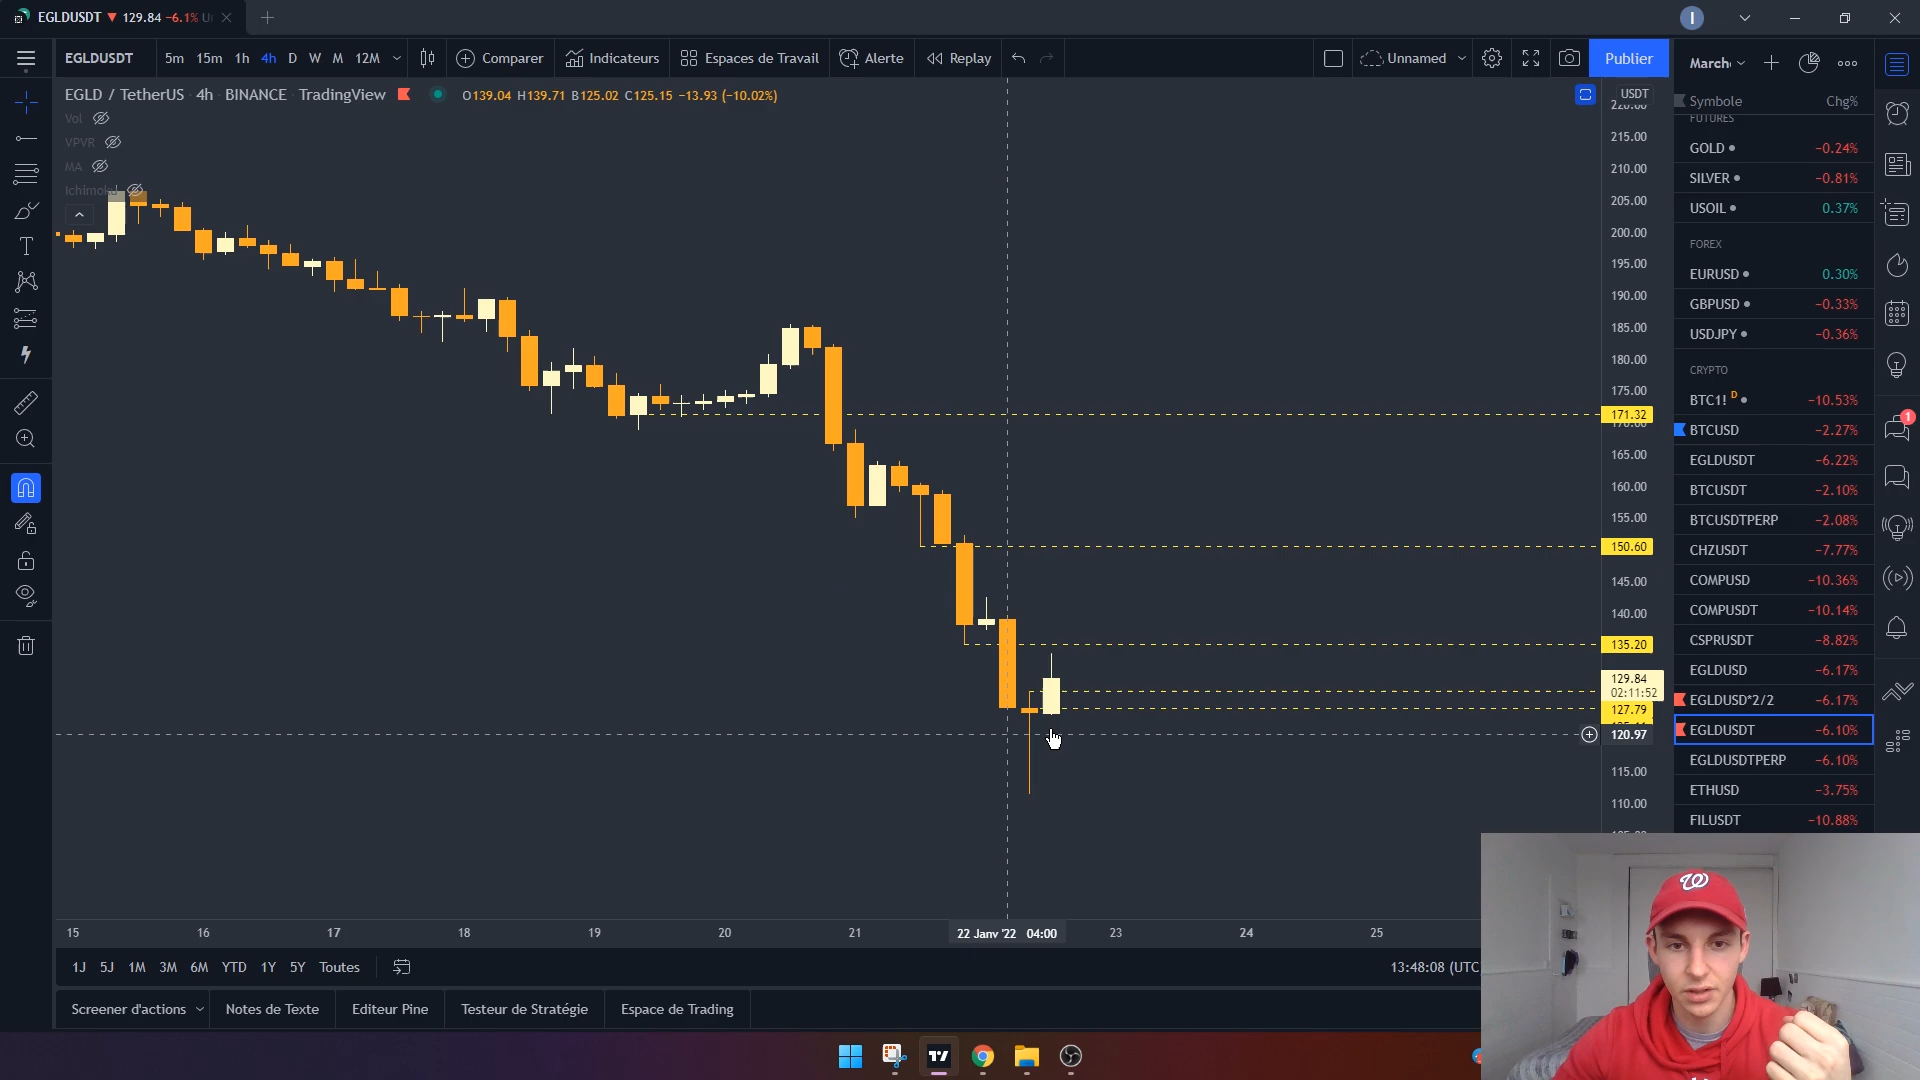 EGLDUSDT ▼ 129.84 −6.1% U
I
EGLDUSDT 5m 15m 1h 4h D W M 12M Comparer Indicateurs Espaces de Travail Alerte Replay Unnamed Publier
March
EGLD / TetherUS 4h BINANCE TradingView O139.04 H139.71 B125.02 C125.15 −13.93 (−10.02%)
Vol
VPVR
MA
Ichimoku
USDT
220.00
215.00
210.00
205.00
200.00
195.00
190.00
185.00
180.00
175.00
171.32
170.00
165.00
160.00
155.00
150.60
145.00
140.00
135.20
129.84
02:11:52
127.79
120.97
115.00
110.00
Symbole Chg%
FUTURES
GOLD −0.24%
SILVER −0.81%
USOIL 0.37%
FOREX
EURUSD 0.30%
GBPUSD −0.33%
USDJPY −0.36%
CRYPTO
BTC1! D −10.53%
BTCUSD −2.27%
EGLDUSDT −6.22%
BTCUSDT −2.10%
BTCUSDTPERP −2.08%
CHZUSDT −7.77%
COMPUSD −10.36%
COMPUSDT −10.14%
CSPRUSDT −8.82%
EGLDUSD −6.17%
EGLDUSD*2/2 −6.17%
EGLDUSDT −6.10%
EGLDUSDTPERP −6.10%
ETHUSD −3.75%
FILUSDT −10.88%
1
15 16 17 18 19 20 21 22 Janv '22 04:00 23 24 25
1J 5J 1M 3M 6M YTD 1Y 5Y Toutes 13:48:08 (UTC
Screener d'actions Notes de Texte Editeur Pine Testeur de Stratégie Espace de Trading
W